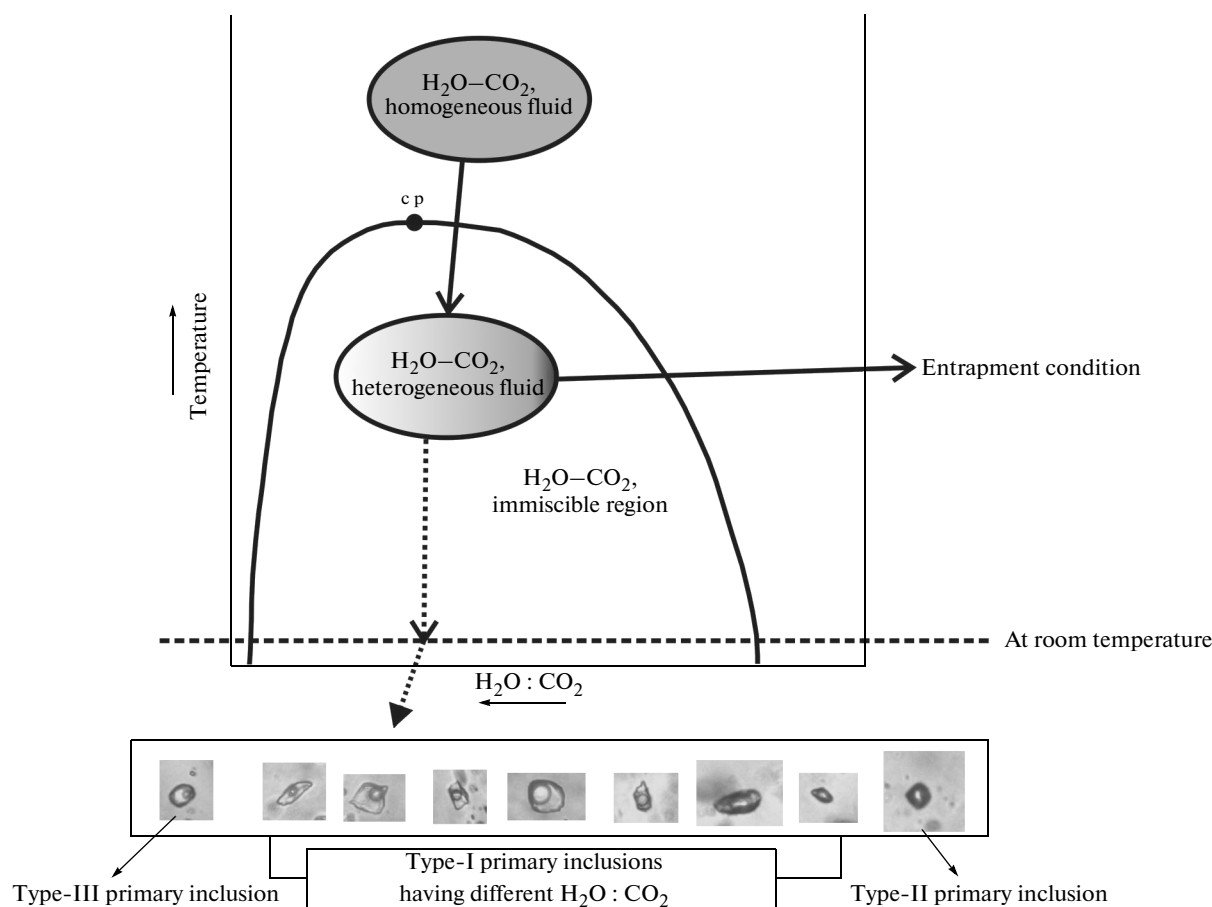 H₂O–CO₂,
homogeneous fluid
c p
Temperature
H₂O–CO₂,
heterogeneous fluid
Entrapment condition
H₂O–CO₂,
immiscible region
At room temperature
H₂O : CO₂
Type-I primary inclusions
having different H₂O : CO₂
Type-III primary inclusion
Type-II primary inclusion